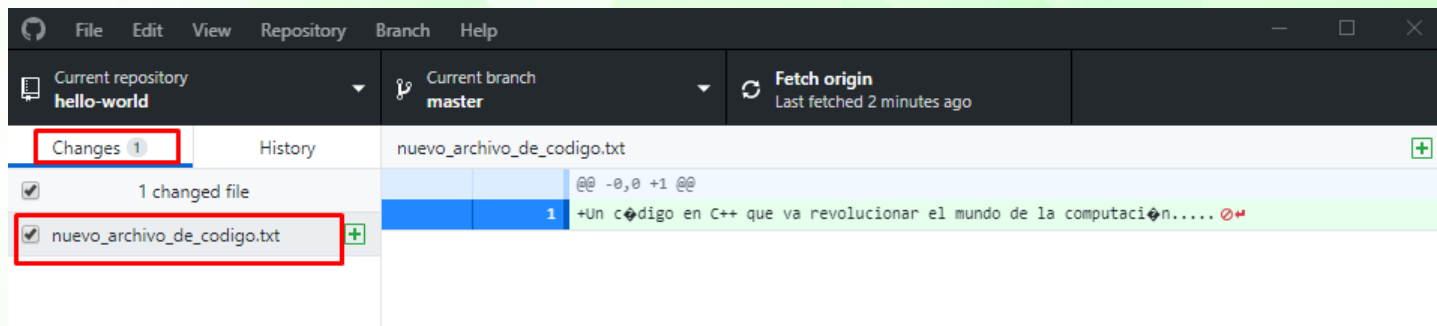 File Edit View Repository Branch Help
Current repository
hello-world
Current branch
master
Fetch origin
Last fetched 2 minutes ago
Changes 1
History
nuevo_archivo_de_codigo.txt
1 changed file
@@ -0,0 +1 @@
nuevo_archivo_de_codigo.txt
1 +Un c�digo en C++ que va revolucionar el mundo de la computaci�n.....